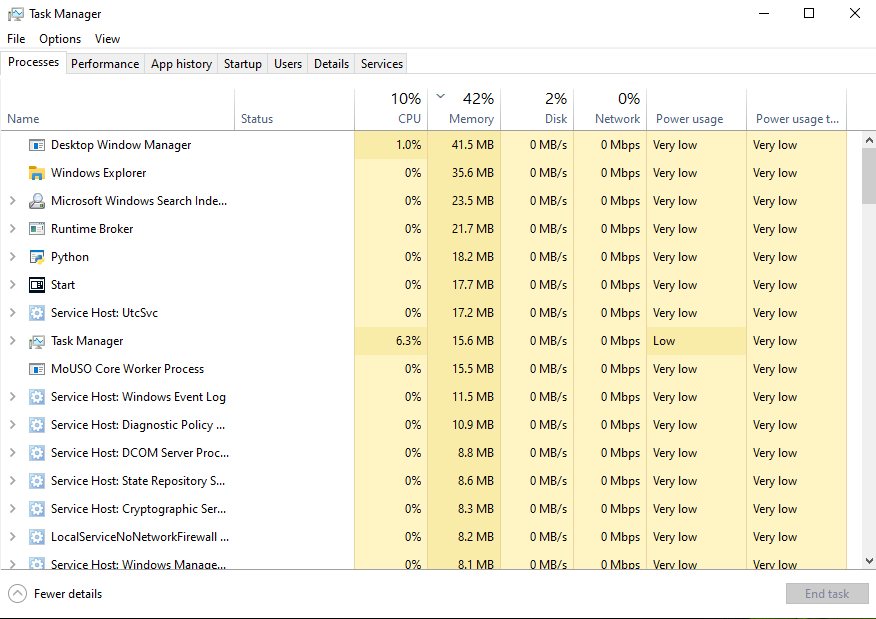 Task Manager
File Options View
Processes Performance App history Startup Users Details Services
10% 42% 2% 0%
Name Status CPU Memory Disk Network Power usage Power usage t...
Desktop Window Manager 1.0% 41.5 MB 0 MB/s 0 Mbps Very low Very low
Windows Explorer 0% 35.6 MB 0 MB/s 0 Mbps Very low Very low
Microsoft Windows Search Inde... 0% 23.5 MB 0 MB/s 0 Mbps Very low Very low
Runtime Broker 0% 21.7 MB 0 MB/s 0 Mbps Very low Very low
Python 0% 18.2 MB 0 MB/s 0 Mbps Very low Very low
Start 0% 17.7 MB 0 MB/s 0 Mbps Very low Very low
Service Host: UtcSvc 0% 17.2 MB 0 MB/s 0 Mbps Very low Very low
Task Manager 6.3% 15.6 MB 0 MB/s 0 Mbps Low Very low
MoUSO Core Worker Process 0% 15.5 MB 0 MB/s 0 Mbps Very low Very low
Service Host: Windows Event Log 0% 11.5 MB 0 MB/s 0 Mbps Very low Very low
Service Host: Diagnostic Policy ... 0% 10.9 MB 0 MB/s 0 Mbps Very low Very low
Service Host: DCOM Server Proc... 0% 8.8 MB 0 MB/s 0 Mbps Very low Very low
Service Host: State Repository S... 0% 8.6 MB 0 MB/s 0 Mbps Very low Very low
Service Host: Cryptographic Ser... 0% 8.3 MB 0 MB/s 0 Mbps Very low Very low
LocalServiceNoNetworkFirewall ... 0% 8.2 MB 0 MB/s 0 Mbps Very low Very low
Service Host: Windows Manage... 0% 8.1 MB 0 MB/s 0 Mbps Very low Very low
Fewer details End task